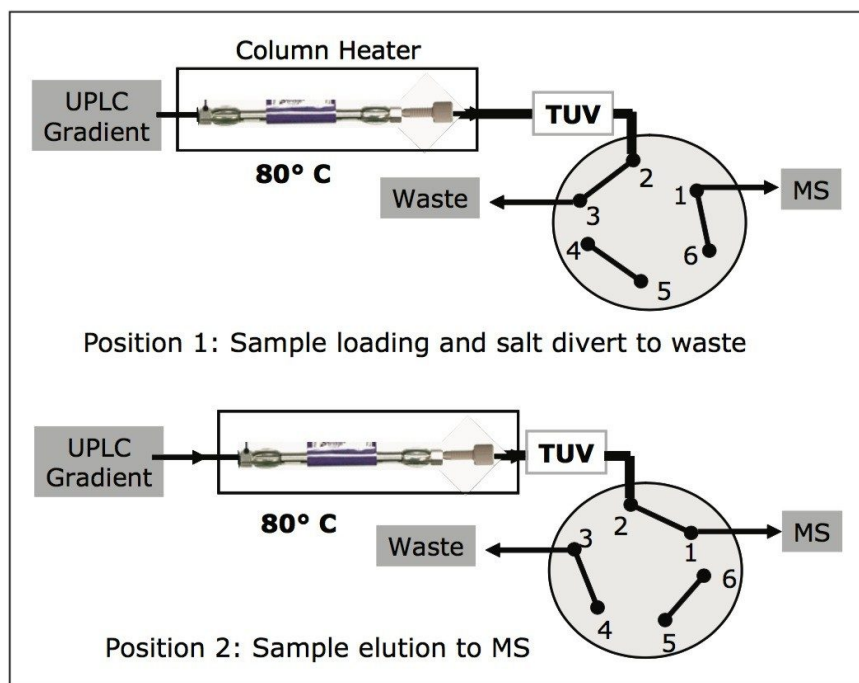 Column Heater
UPLC
Gradient
TUV
80° C
Waste
MS
2
1
3
4
6
5
Position 1: Sample loading and salt divert to waste
UPLC
Gradient
TUV
80° C
Waste
MS
2
1
3
6
4
5
Position 2: Sample elution to MS